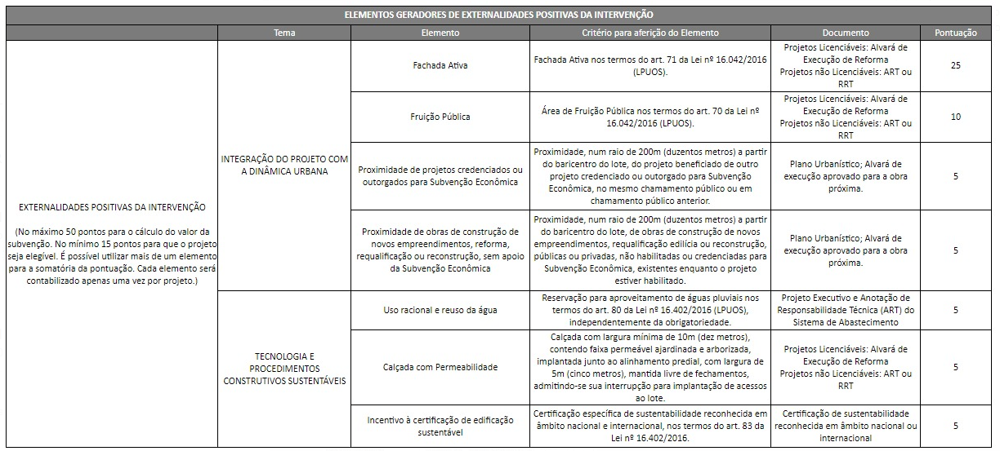 ELEMENTOS GERADORES DE EXTERNALIDADES POSITIVAS DA INTERVENÇÃO
Tema
Elemento
Critério para aferição do Elemento
Documento
Pontuação
EXTERNALIDADES POSITIVAS DA INTERVENÇÃO
(No máximo 50 pontos para o cálculo do valor da
subvenção. No mínimo 15 pontos para que o projeto
seja elegível. É possível utilizar mais de um elemento
para a somatória da pontuação. Cada elemento será
contabilizado apenas uma vez por projeto.)
INTEGRAÇÃO DO PROJETO COM
A DINÂMICA URBANA
Fachada Ativa
Fachada Ativa nos termos do art. 71 da Lei nº 16.042/2016
(LPUOS).
Projetos Licenciáveis: Alvará de
Execução de Reforma
Projetos não Licenciáveis: ART ou
RRT
25
Fruição Pública
Área de Fruição Pública nos termos do art. 70 da Lei nº
16.042/2016 (LPUOS).
Projetos Licenciáveis: Alvará de
Execução de Reforma
Projetos não Licenciáveis: ART ou
RRT
10
Proximidade de projetos credenciados ou
outorgados para Subvenção Econômica
Proximidade, num raio de 200m (duzentos metros) a partir
do baricentro do lote, do projeto beneficiado de outro
projeto credenciado ou outorgado para Subvenção
Econômica, no mesmo chamamento público ou em
chamamento público anterior.
Plano Urbanístico; Alvará de
execução aprovado para a obra
próxima.
5
Proximidade de obras de construção de
novos empreendimentos, reforma,
requalificação ou reconstrução, sem apoio
da Subvenção Econômica
Proximidade, num raio de 200m (duzentos metros) a partir
do baricentro do lote, de obras de construção de novos
empreendimentos, requalificação edilícia ou reconstrução,
públicas ou privadas, não habilitadas ou credenciadas para
Subvenção Econômica, existentes enquanto o projeto
estiver habilitado.
Plano Urbanístico; Alvará de
execução aprovado para a obra
próxima.
5
TECNOLOGIA E
PROCEDIMENTOS
CONSTRUTIVOS SUSTENTÁVEIS
Uso racional e reuso da água
Reservação para aproveitamento de águas pluviais nos
termos do art. 80 da Lei nº 16.402/2016 (LPUOS),
independentemente da obrigatoriedade.
Projeto Executivo e Anotação de
Responsabilidade Técnica (ART) do
Sistema de Abastecimento
5
Calçada com Permeabilidade
Calçada com largura mínima de 10m (dez metros),
contendo faixa permeável ajardinada e arborizada,
implantada junto ao alinhamento predial, com largura de
5m (cinco metros), mantida livre de fechamentos,
admitindo-se sua interrupção para implantação de acessos
ao lote.
Projetos Licenciáveis: Alvará de
Execução de Reforma
Projetos não Licenciáveis: ART ou
RRT
5
Incentivo à certificação de edificação
sustentável
Certificação específica de sustentabilidade reconhecida em
âmbito nacional e internacional, nos termos do art. 83 da
Lei nº 16.402/2016.
Certificação de sustentabilidade
reconhecida em âmbito nacional ou
internacional
5